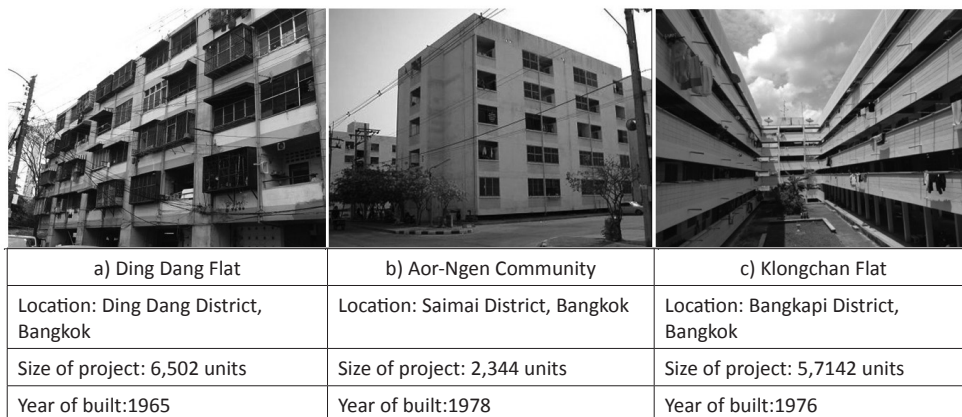 a) Ding Dang Flat
b) Aor-Ngen Community
c) Klongchan Flat
Location: Ding Dang District,
Bangkok
Location: Saimai District, Bangkok
Location: Bangkapi District,
Bangkok
Size of project: 6,502 units
Size of project: 2,344 units
Size of project: 5,7142 units
Year of built:1965
Year of built:1978
Year of built:1976